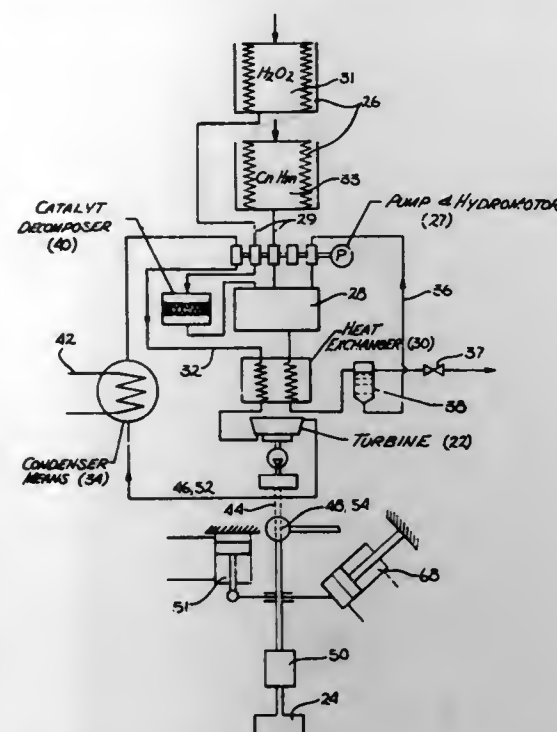 H2O2
31
26
CnHm
33
29
CATALYT
DECOMPOSER
(40)
PUMP & HYDROMOTOR
(27)
P
28
36
42
32
HEAT
EXCHANGER (30)
37
38
TURBINE (22)
CONDENSER
MEANS (34)
46,52
44
48,54
51
68
50
24